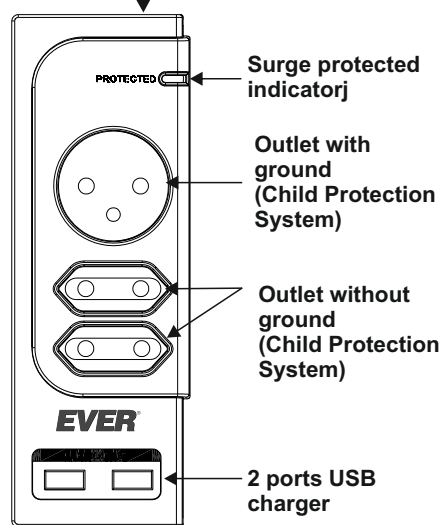 PROTECTED
Surge protected
indicatorj
Outlet with
ground
(Child Protection
System)
Outlet without
ground
(Child Protection
System)
EVER
2 ports USB
charger